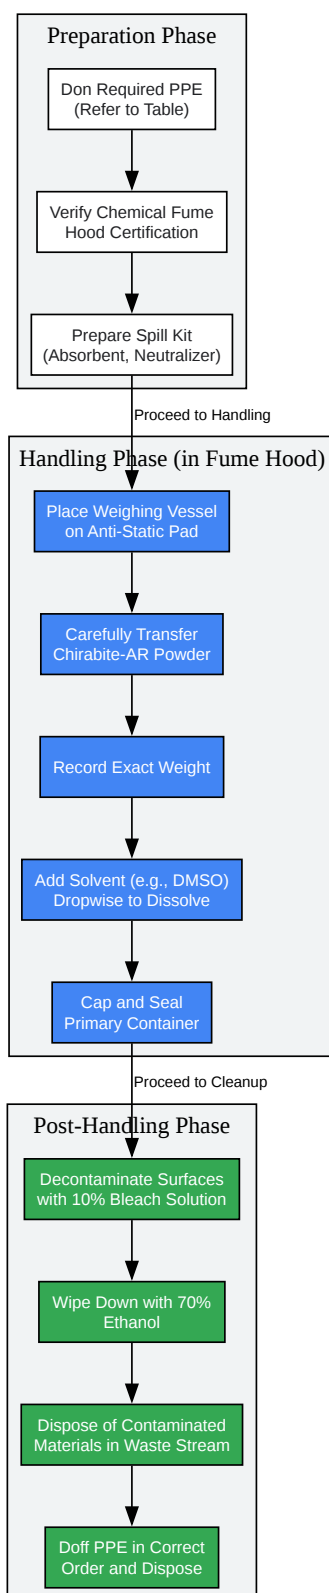 Preparation Phase
Don Required PPE
(Refer to Table)
Verify Chemical Fume
Hood Certification
Prepare Spill Kit
(Absorbent, Neutralizer)
Proceed to Handling
Handling Phase (in Fume Hood)
Place Weighing Vessel
on Anti-Static Pad
Carefully Transfer
Chirabite-AR Powder
Record Exact Weight
Add Solvent (e.g., DMSO)
Dropwise to Dissolve
Cap and Seal
Primary Container
Proceed to Cleanup
Post-Handling Phase
Decontaminate Surfaces
with 10% Bleach Solution
Wipe Down with 70%
Ethanol
Dispose of Contaminated
Materials in Waste Stream
Doff PPE in Correct
Order and Dispose